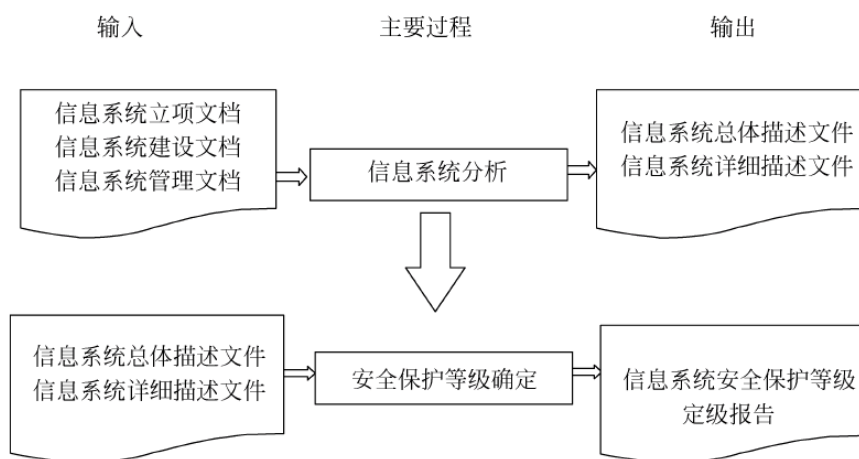 输入 主要过程 输出
信息系统立项文档
信息系统建设文档
信息系统管理文档
信息系统分析
信息系统总体描述文件
信息系统详细描述文件
信息系统总体描述文件
信息系统详细描述文件
安全保护等级确定
信息系统安全保护等级
定级报告